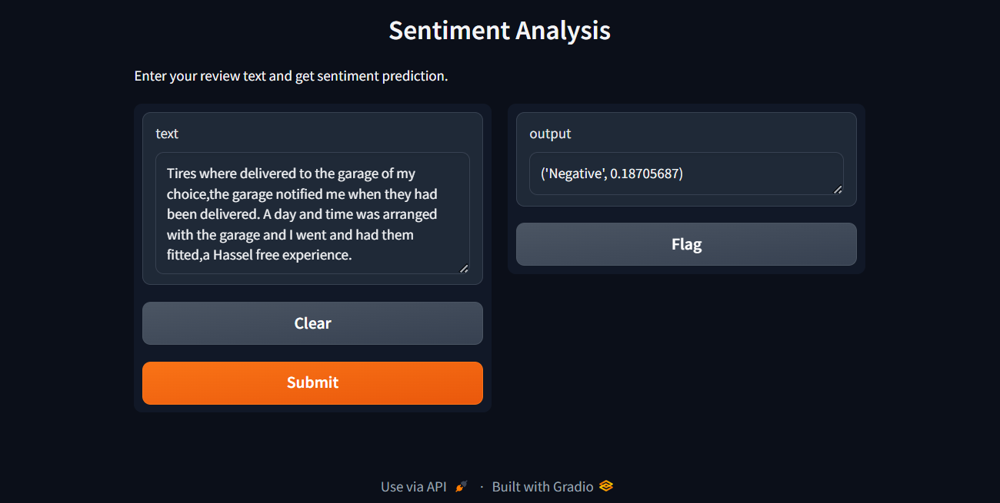 Sentiment Analysis
Enter your review text and get sentiment prediction.
text
Tires where delivered to the garage of my
choice,the garage notified me when they had
been delivered. A day and time was arranged
with the garage and I went and had them
fitted,a Hassel free experience.
Clear
Submit
output
('Negative', 0.18705687)
Flag
Use via API · Built with Gradio